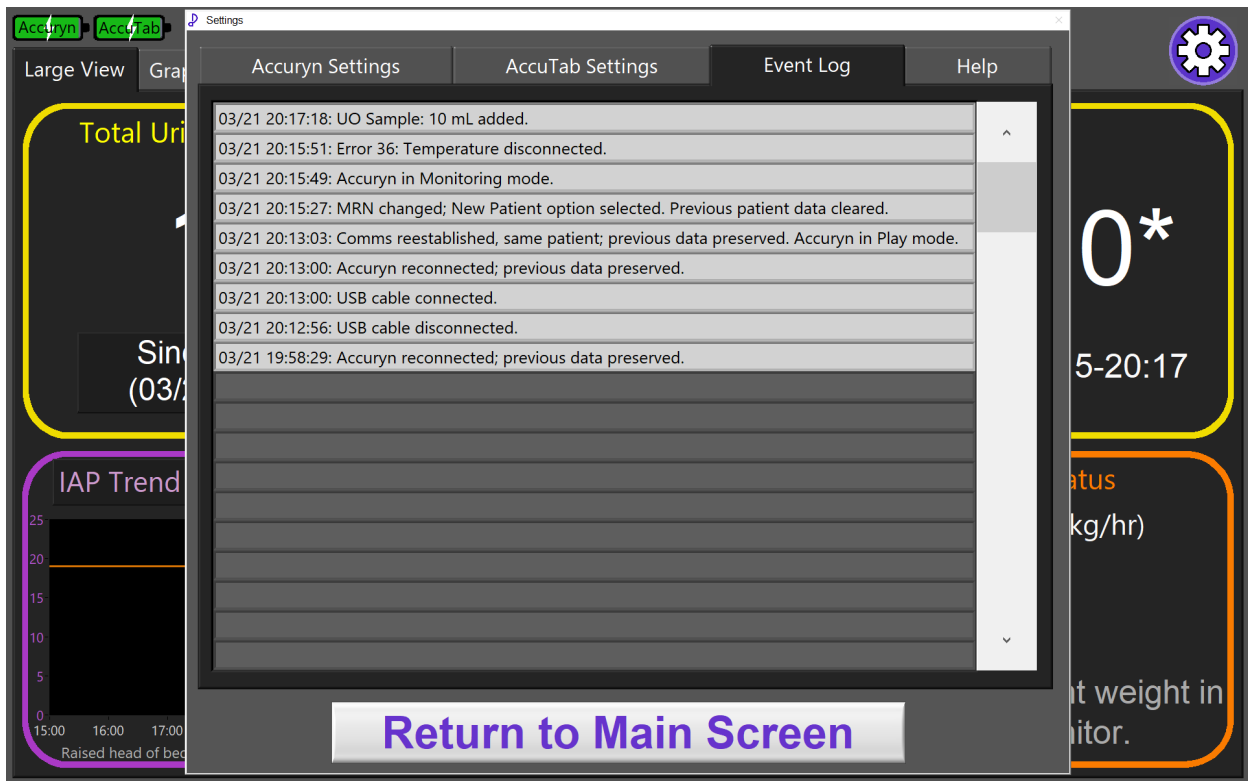 Accuryn AccuTab
Settings
Large View
Accuryn Settings AccuTab Settings Event Log Help
Total
03/21 20:17:18: UO Sample: 10 mL added.
03/21 20:15:51: Error 36: Temperature disconnected.
03/21 20:15:49: Accuryn in Monitoring mode.
03/21 20:15:27: MRN changed; New Patient option selected. Previous patient data cleared.
03/21 20:13:03: Comms reestablished, same patient; previous data preserved. Accuryn in Play mode.
03/21 20:13:00: Accuryn reconnected; previous data preserved.
03/21 20:13:00: USB cable connected.
03/21 20:12:56: USB cable disconnected.
03/21 19:58:29: Accuryn reconnected; previous data preserved.
0*
5-20:17
IAP Trend
25
20
15
10
5
0
15:00 16:00 17:00
Raised head of
kg/hr)
weight in
Return to Main Screen